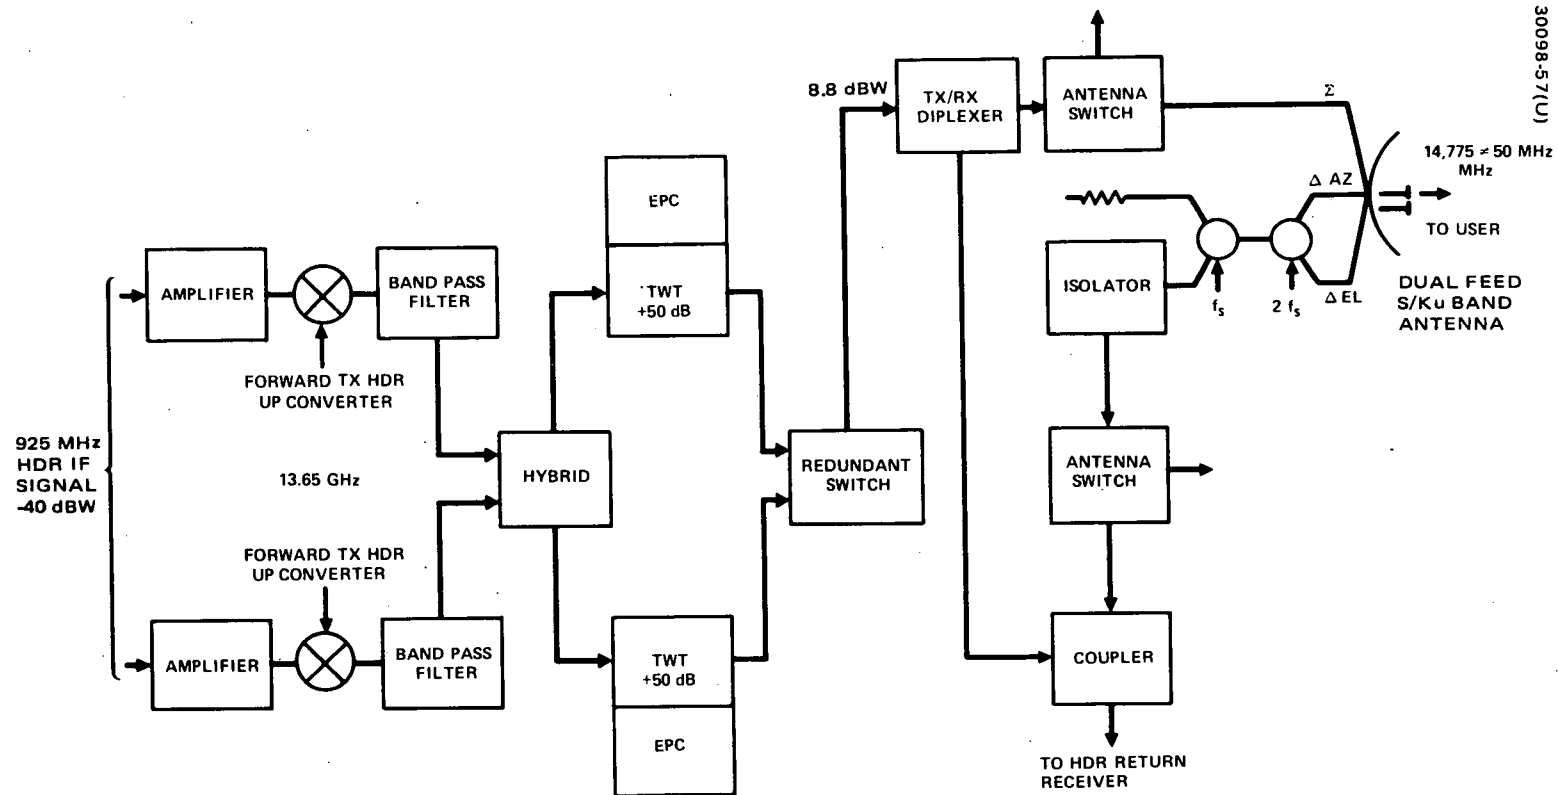 30098-57(U)
8.8 dBW
TX/RX
DIPLEXER
ANTENNA
SWITCH
Σ
14,775 ≠ 50 MHz
MHz
Δ AZ
TO USER
EPC
ISOLATOR
f_s
2 f_s
Δ EL
DUAL FEED
S/Ku BAND
ANTENNA
AMPLIFIER
BAND PASS
FILTER
TWT
+50 dB
FORWARD TX HDR
UP CONVERTER
925 MHz
HDR IF
SIGNAL
-40 dBW
13.65 GHz
HYBRID
REDUNDANT
SWITCH
ANTENNA
SWITCH
FORWARD TX HDR
UP CONVERTER
AMPLIFIER
BAND PASS
FILTER
TWT
+50 dB
COUPLER
EPC
TO HDR RETURN
RECEIVER